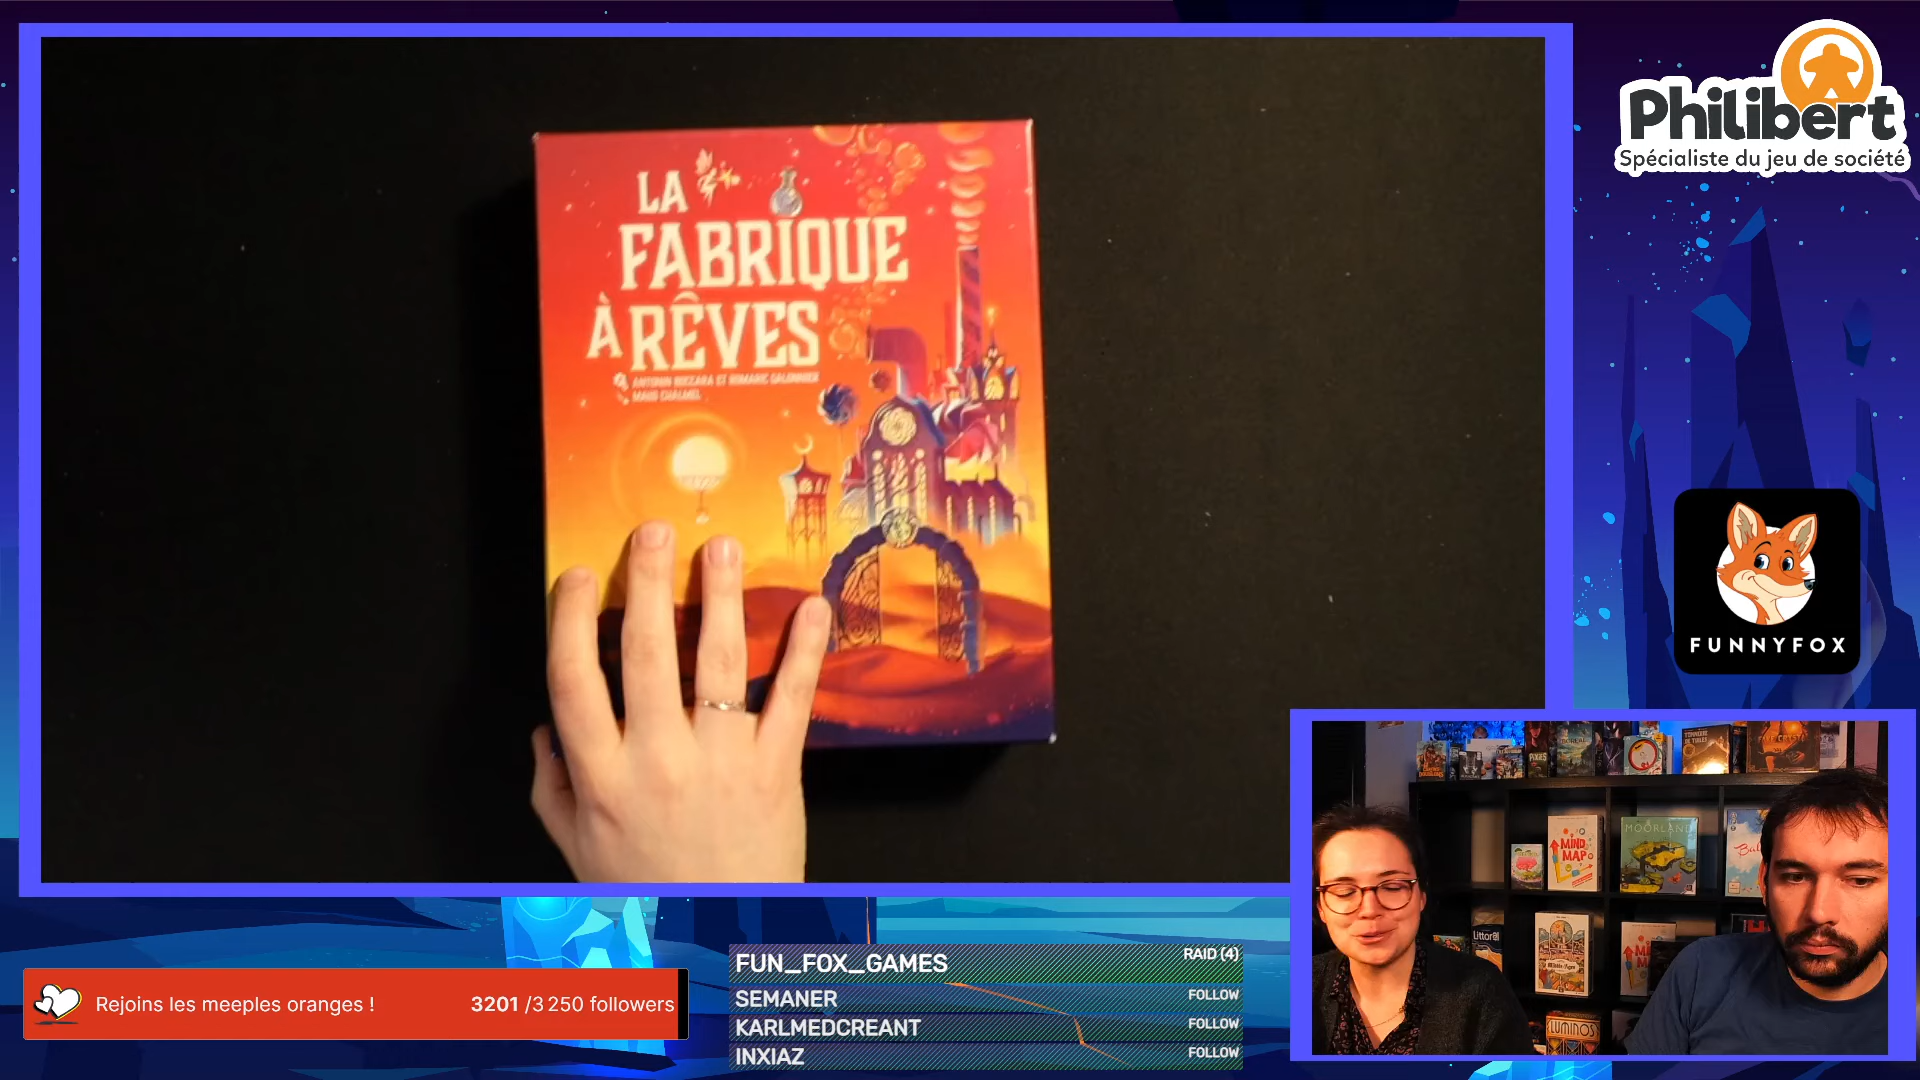 LA
FABRIQUE
À RÊVES
Philibert
Spécialiste du jeu de société
FUNNYFOX
MIND
MAP
MOORLAND
Littoral
LUMINOS
FUN_FOX_GAMES RAID (4)
SEMANER FOLLOW
KARLMEDCREANT FOLLOW
INXIAZ FOLLOW
Rejoins les meeples oranges ! 3201 /3 250 followers